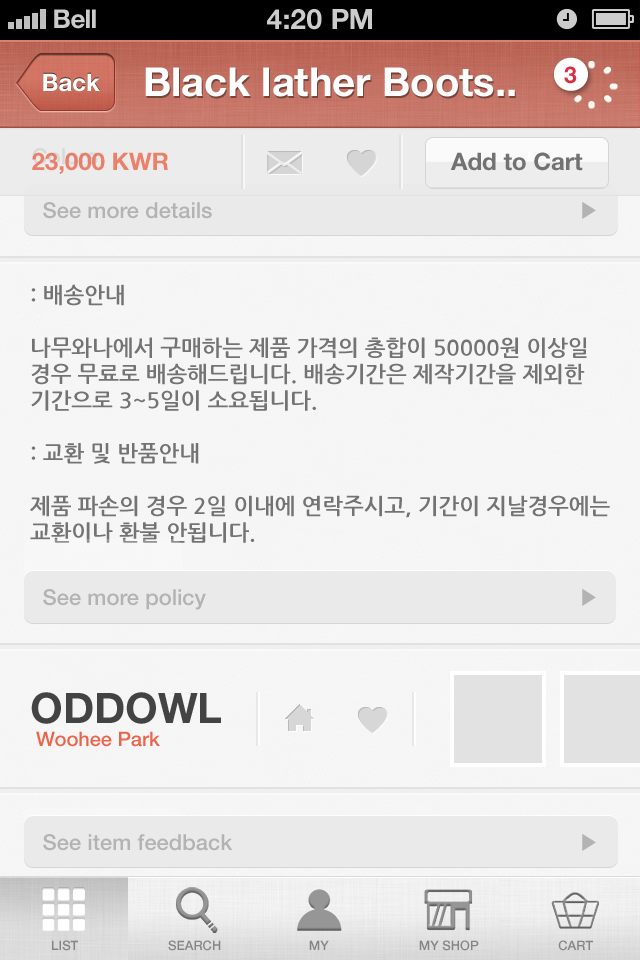 Bell 4:20 PM
Back
Black lather Boots..
3
23,000 KWR
Add to Cart
See more details
: 배송안내
나무와나에서 구매하는 제품 가격의 총합이 50000원 이상일
경우 무료로 배송해드립니다. 배송기간은 제작기간을 제외한
기간으로 3~5일이 소요됩니다.
: 교환 및 반품안내
제품 파손의 경우 2일 이내에 연락주시고, 기간이 지날경우에는
교환이나 환불 안됩니다.
See more policy
ODDOWL
Woohee Park
See item feedback
LIST
SEARCH
MY
MY SHOP
CART